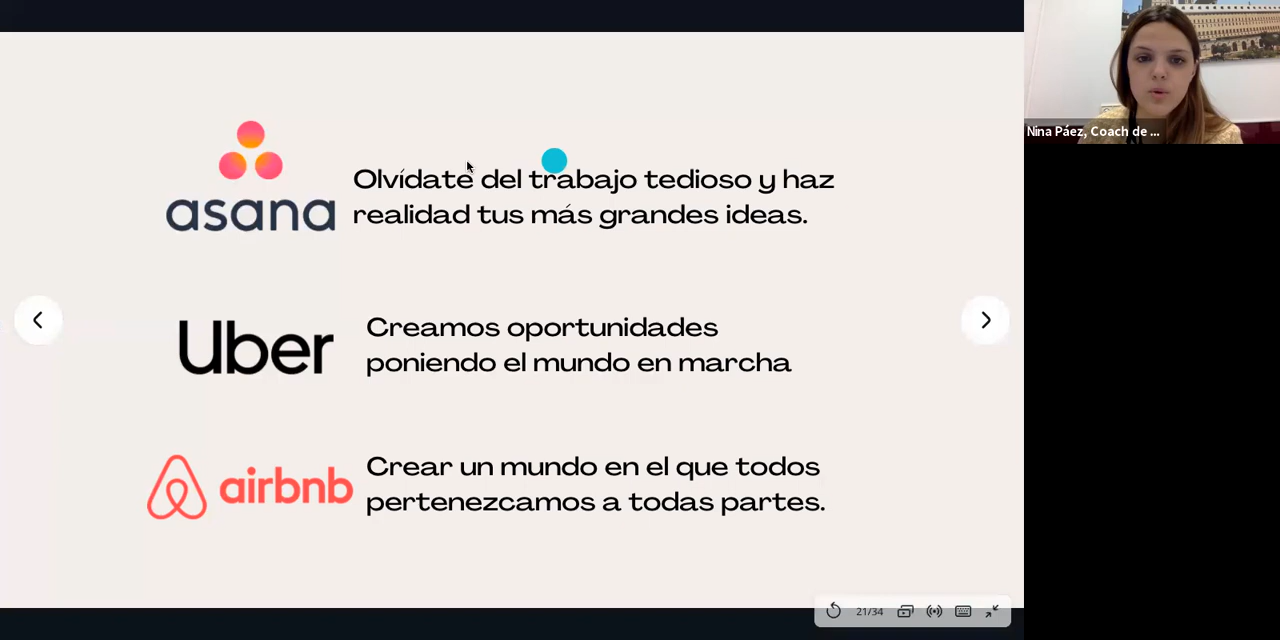 asana
Olvídate del trabajo tedioso y haz
realidad tus más grandes ideas.
Uber
Creamos oportunidades
poniendo el mundo en marcha
airbnb
Crear un mundo en el que todos
pertenezcamos a todas partes.
21/34
Nina Páez, Coach de ...